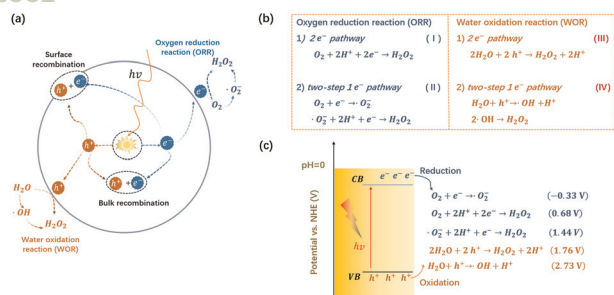 (a)
Surface
recombination
Oxygen reduction
reaction (ORR)
hν
H₂O₂
· O₂⁻
O₂
e⁻
h⁺ + e⁻
h⁺
e⁻
h⁺ + e⁻
Bulk recombination
h⁺
H₂O
· OH
H₂O₂
Water oxidation
reaction (WOR)
(b)
Oxygen reduction reaction (ORR)
1) 2 e⁻ pathway (I)
O₂ + 2H⁺ + 2e⁻ → H₂O₂
2) two-step 1 e⁻ pathway (II)
O₂ + e⁻ → · O₂⁻
· O₂⁻ + 2H⁺ + e⁻ → H₂O₂
Water oxidation reaction (WOR)
1) 2 e⁻ pathway (III)
2H₂O + 2 h⁺ → H₂O₂ + 2H⁺
2) two-step 1 e⁻ pathway (IV)
H₂O + h⁺ → · OH + H⁺
2 · OH → H₂O₂
(c)
pH=0
Potential vs. NHE (V)
CB e⁻ e⁻ e⁻
Reduction
hν
VB
h⁺ h⁺ h⁺
Oxidation
O₂ + e⁻ → · O₂⁻ (−0.33 V)
O₂ + 2H⁺ + 2e⁻ → H₂O₂ (0.68 V)
· O₂⁻ + 2H⁺ + e⁻ → H₂O₂ (1.44 V)
2H₂O + 2 h⁺ → H₂O₂ + 2H⁺ (1.76 V)
H₂O + h⁺ → · OH + H⁺ (2.73 V)